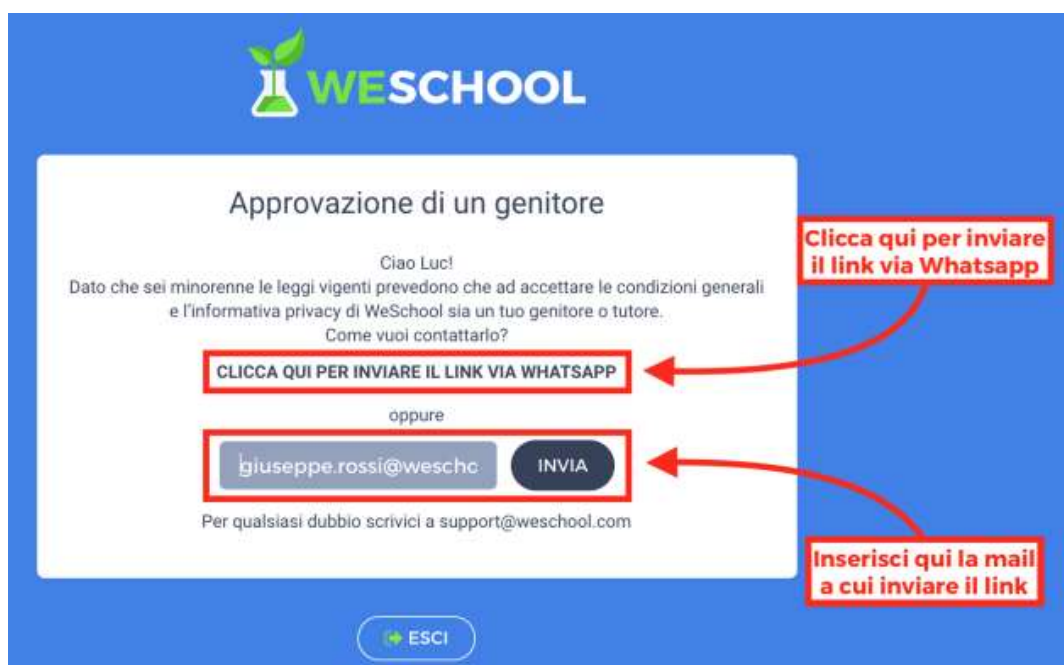 WESCHOOL
Approvazione di un genitore
Ciao Luc!
Dato che sei minorenne le leggi vigenti prevedono che ad accettare le condizioni generali
e l'informativa privacy di WeSchool sia un tuo genitore o tutore.
Come vuoi contattarlo?
CLICCA QUI PER INVIARE IL LINK VIA WHATSAPP
oppure
giuseppe.rossi@wescho
INVIA
Per qualsiasi dubbio scrivici a support@weschool.com
ESCI
Clicca qui per inviare
il link via Whatsapp
Inserisci qui la mail
a cui inviare il link